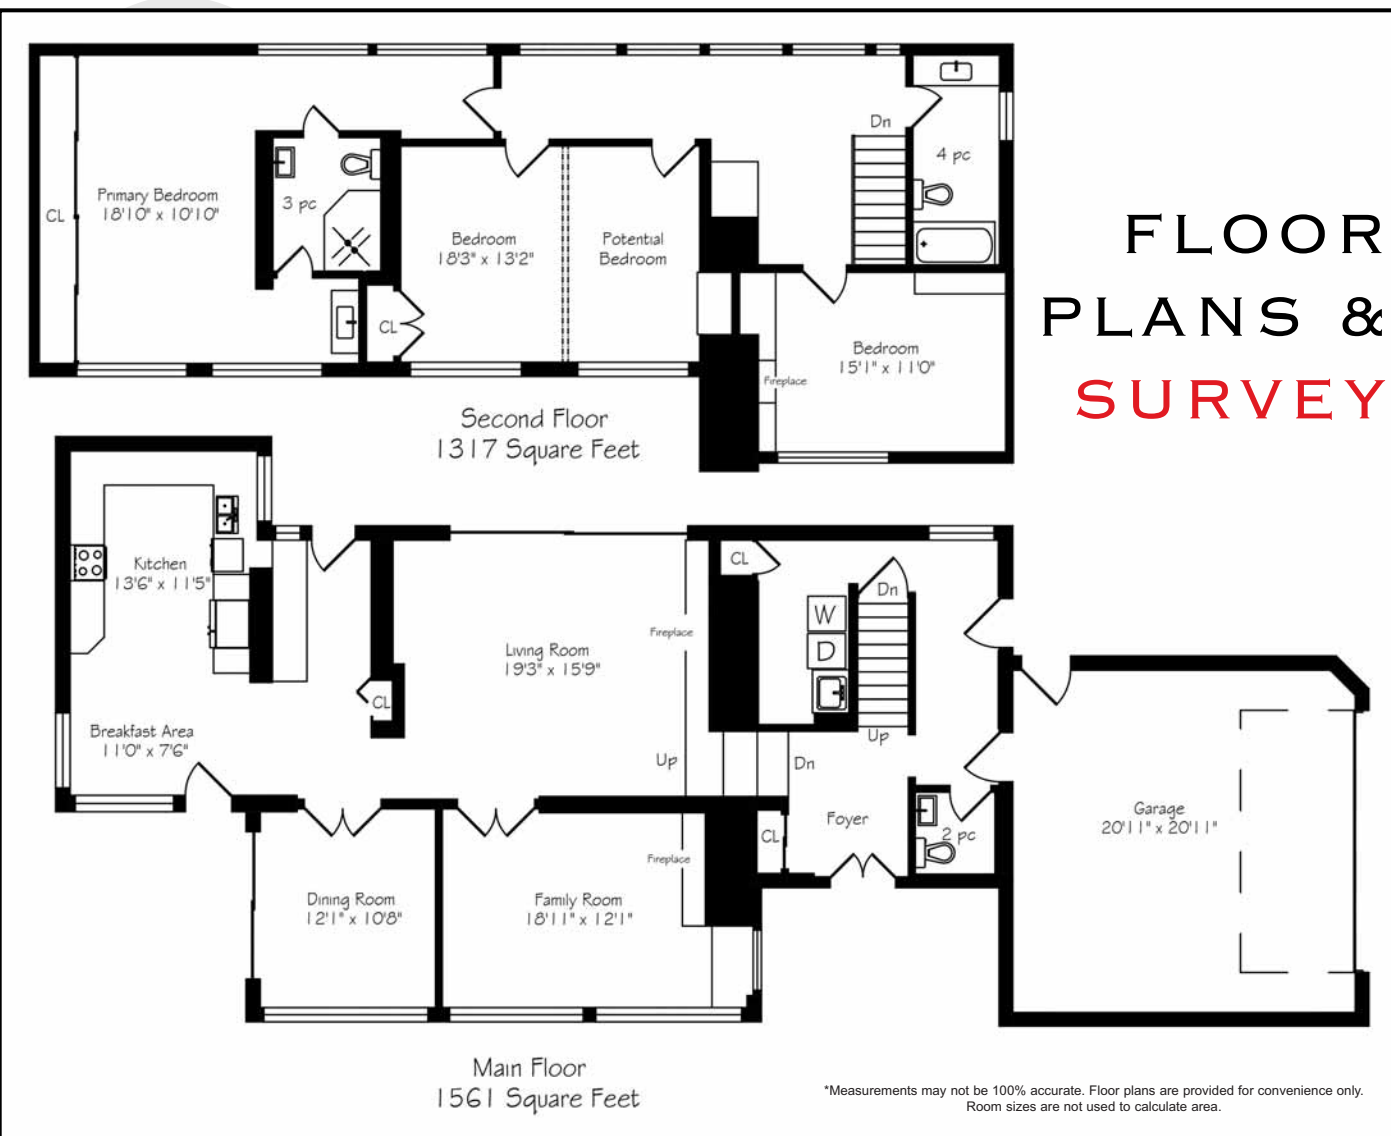 FLOOR
PLANS &
SURVEY
CL
Primary Bedroom
18'10" x 10'10"
3 pc
Bedroom
18'3" x 13'2"
CL
Potential
Bedroom
Dn
4 pc
Bedroom
15'1" x 11'0"
Fireplace
Second Floor
1317 Square Feet
Kitchen
13'6" x 11'5"
Breakfast Area
11'0" x 7'6"
CL
Living Room
19'3" x 15'9"
Fireplace
Up
CL
W
D
Dn
Up
Dn
Foyer
CL
2 pc
Garage
20'11" x 20'11"
Dining Room
12'1" x 10'8"
Family Room
18'11" x 12'1"
Fireplace
Main Floor
1561 Square Feet
*Measurements may not be 100% accurate. Floor plans are provided for convenience only.
Room sizes are not used to calculate area.